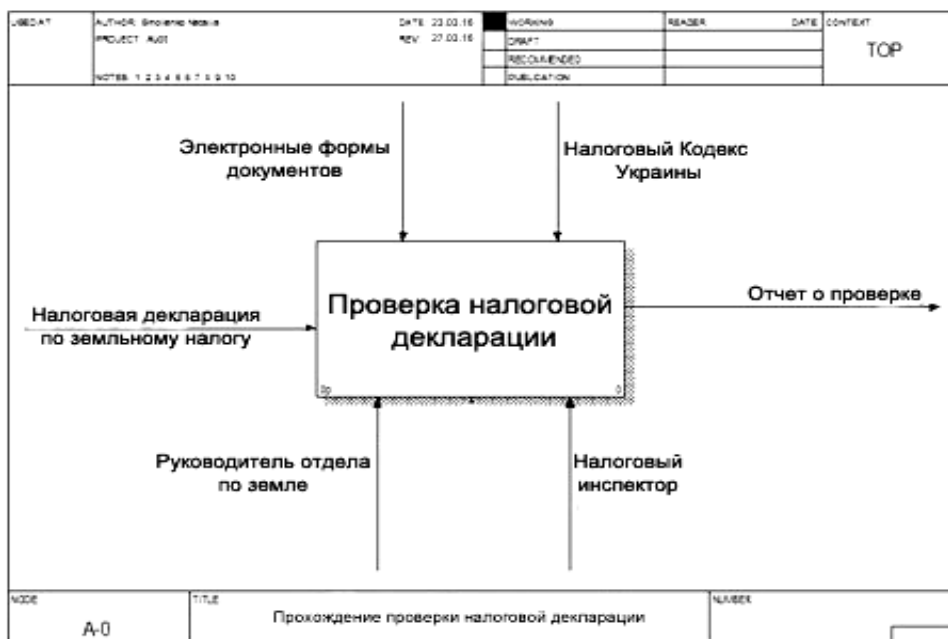 USED AT:
AUTHOR:
DATE: 23.03.16
WORKING
READER
DATE
CONTEXT
PROJECT: Audit
REV: 27.03.16
DRAFT
TOP
RECOMMENDED
NOTES: 1 2 3 4 5 6 7 8 9 10
PUBLICATION
Электронные формы
документов
Налоговый Кодекс
Украины
Налоговая декларация
по земльному налогу
Проверка налоговой
декларации
Отчет о проверке
Руководитель отдела
по земле
Налоговый
инспектор
NODE
TITLE
NUMBER
A-0
Прохождение проверки налоговой декларации